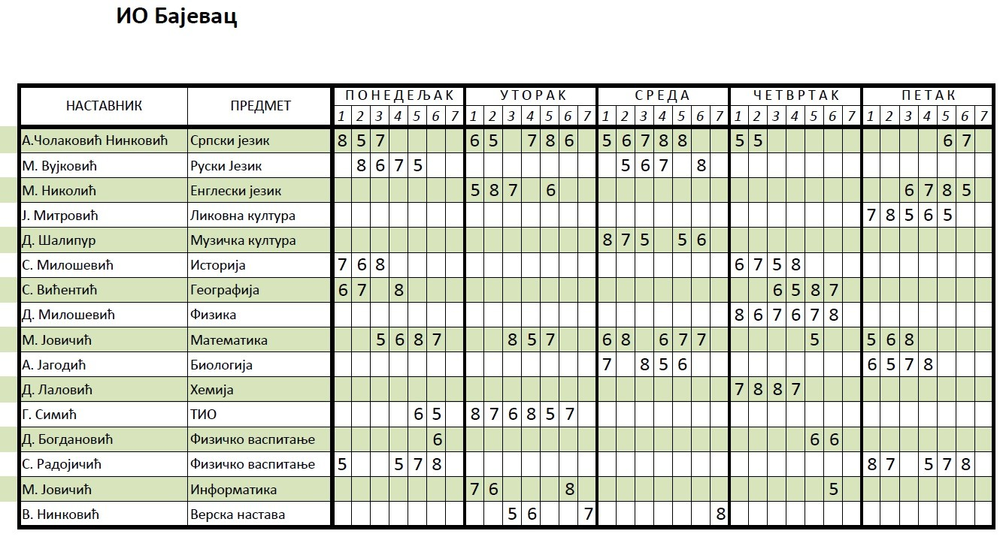 ИО Бајевац
НАСТАВНИК ПРЕДМЕТ ПОНЕДЕЉАК УТОРАК СРЕДА ЧЕТВРТАК ПЕТАК
1 2 3 4 5 6 7 1 2 3 4 5 6 7 1 2 3 4 5 6 7 1 2 3 4 5 6 7 1 2 3 4 5 6 7
А.Чолаковић Нинковић Српски језик 8 5 7 6 5 7 8 6 5 6 7 8 8 5 5 6 7
М. Вујковић Руски Језик 8 6 7 5 5 6 7 8
М. Николић Енглески језик 5 8 7 6 6 7 8 5
Ј. Митровић Ликовна култура 7 8 5 6 5
Д. Шалипур Музичка култура 8 7 5 5 6
С. Милошевић Историја 7 6 8 6 7 5 8
С. Вићентић Географија 6 7 8 6 5 8 7
Д. Милошевић Физика 8 6 7 6 7 8
М. Јовичић Математика 5 6 8 7 8 5 7 6 8 6 7 7 5 5 6 8
А. Јагодић Биологија 7 8 5 6 6 5 7 8
Д. Лаловић Хемија 7 8 8 7
Г. Симић ТИО 6 5 8 7 6 8 5 7
Д. Богдановић Физичко васпитање 6 6 6
С. Радојичић Физичко васпитање 5 5 7 8 8 7 5 7 8
М. Јовичић Информатика 7 6 8 5
В. Нинковић Верска настава 5 6 7 8